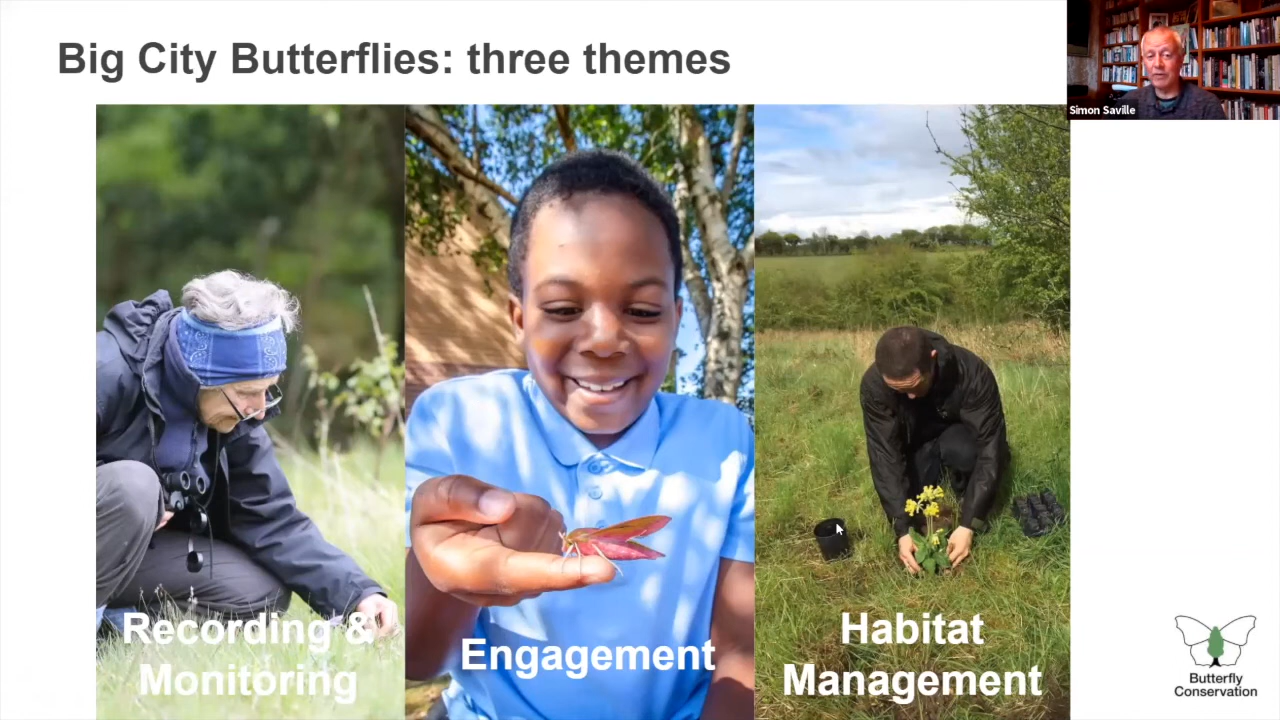 Big City Butterflies: three themes
Simon Saville
Recording &
Monitoring
Engagement
Habitat
Management
Butterfly
Conservation